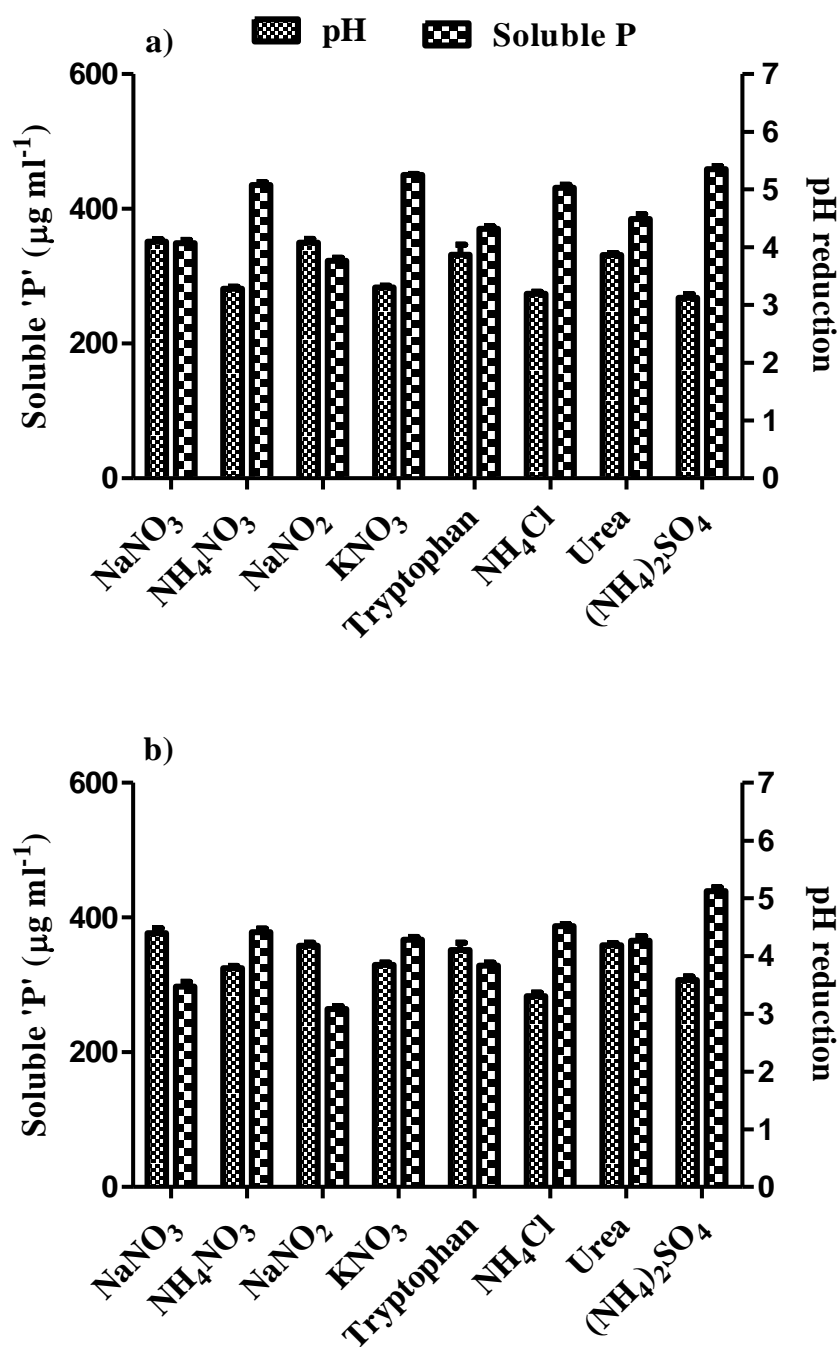 a) pH Soluble P
Soluble 'P' (µg ml⁻¹)
600
400
200
0
7
6
5
4
3
2
1
0
pH reduction
NaNO₃
NH₄NO₃
NaNO₂
KNO₃
Tryptophan
NH₄Cl
Urea
(NH₄)₂SO₄
b)
Soluble 'P' (µg ml⁻¹)
600
400
200
0
7
6
5
4
3
2
1
0
pH reduction
NaNO₃
NH₄NO₃
NaNO₂
KNO₃
Tryptophan
NH₄Cl
Urea
(NH₄)₂SO₄